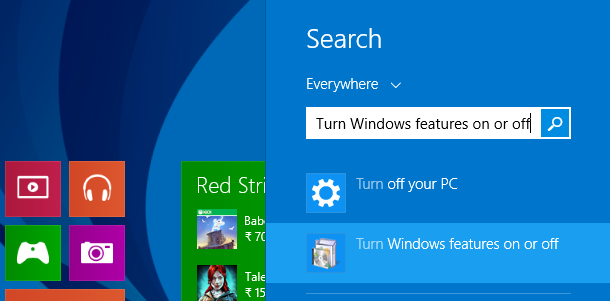 Search
Everywhere
Turn Windows features on or off
Turn off your PC
Turn Windows features on or off
Red Stri
XBOX
Babe
₹ 70
Tale
₹ 15